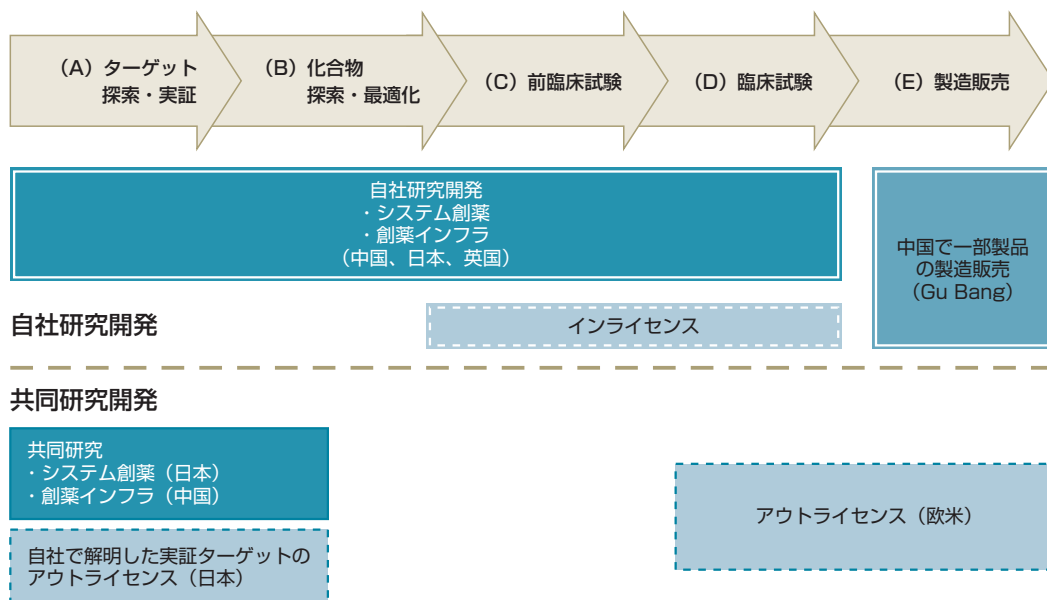 （A）ターゲット
探索・実証
（B）化合物
探索・最適化
（C）前臨床試験
（D）臨床試験
（E）製造販売
自社研究開発
・システム創薬
・創薬インフラ
（中国、日本、英国）
中国で一部製品
の製造販売
（Gu Bang）
自社研究開発
インライセンス
共同研究開発
共同研究
・システム創薬（日本）
・創薬インフラ（中国）
アウトライセンス（欧米）
自社で解明した実証ターゲットの
アウトライセンス（日本）